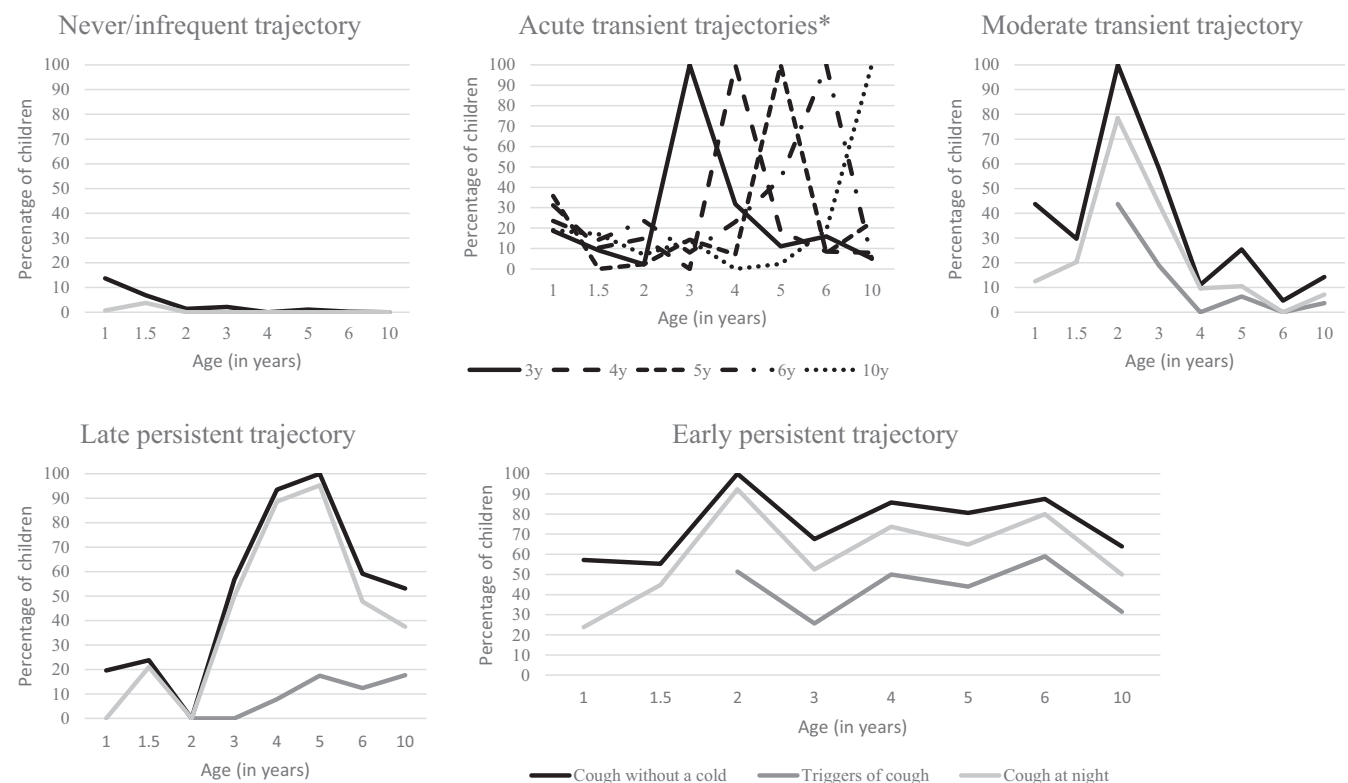 Never/infrequent trajectory
100
90
80
70
60
50
40
30
20
10
0
Percenatgge of children
1 1.5 2 3 4 5 6 10
Age (in years)
Acute transient trajectories*
100
90
80
70
60
50
40
30
20
10
0
Percentage of children
1 1.5 2 3 4 5 6 10
Age (in years)
3y 4y 5y 6y 10y
Moderate transient trajectory
100
90
80
70
60
50
40
30
20
10
0
Percentage of children
1 1.5 2 3 4 5 6 10
Age (in years)
Late persistent trajectory
100
90
80
70
60
50
40
30
20
10
0
Percentage of children
1 1.5 2 3 4 5 6 10
Age (in years)
Early persistent trajectory
100
90
80
70
60
50
40
30
20
10
0
Percentage of children
1 1.5 2 3 4 5 6 10
Age (in years)
Cough without a cold Triggers of cough Cough at night